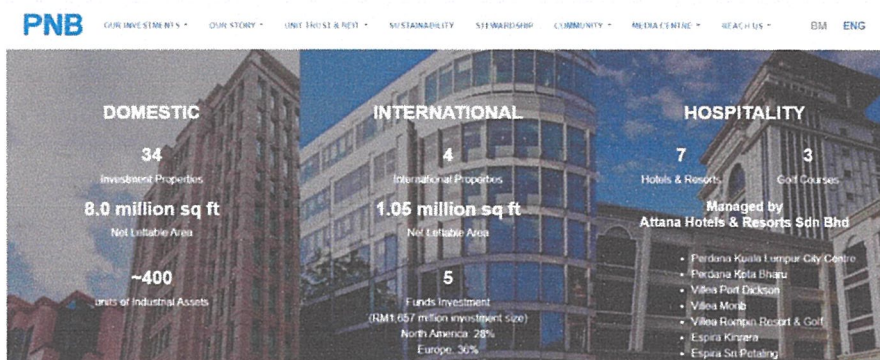 PNB
OUR INVESTMENTS OUR STORY UNIT TRUST & REIT SUSTAINABILITY STEWARDSHIP COMMUNITY MEDIA CENTRE REACH US BM ENG
DOMESTIC
34
Investment Properties
8.0 million sq ft
Net Lettable Area
~400
units of Industrial Assets
INTERNATIONAL
4
International Properties
1.05 million sq ft
Net Lettable Area
5
Funds Investment
(RM1,657 million investment size)
North America: 28%
Europe: 36%
HOSPITALITY
7 3
Hotels & Resorts Golf Courses
Managed by
Attana Hotels & Resorts Sdn Bhd
• Perdana Kuala Lumpur City Centre
• Perdana Kota Bharu
• Villea Port Dickson
• Villea Morib
• Villea Rompin Resort & Golf
• Espira Kinrara
• Espira Sri Petaling